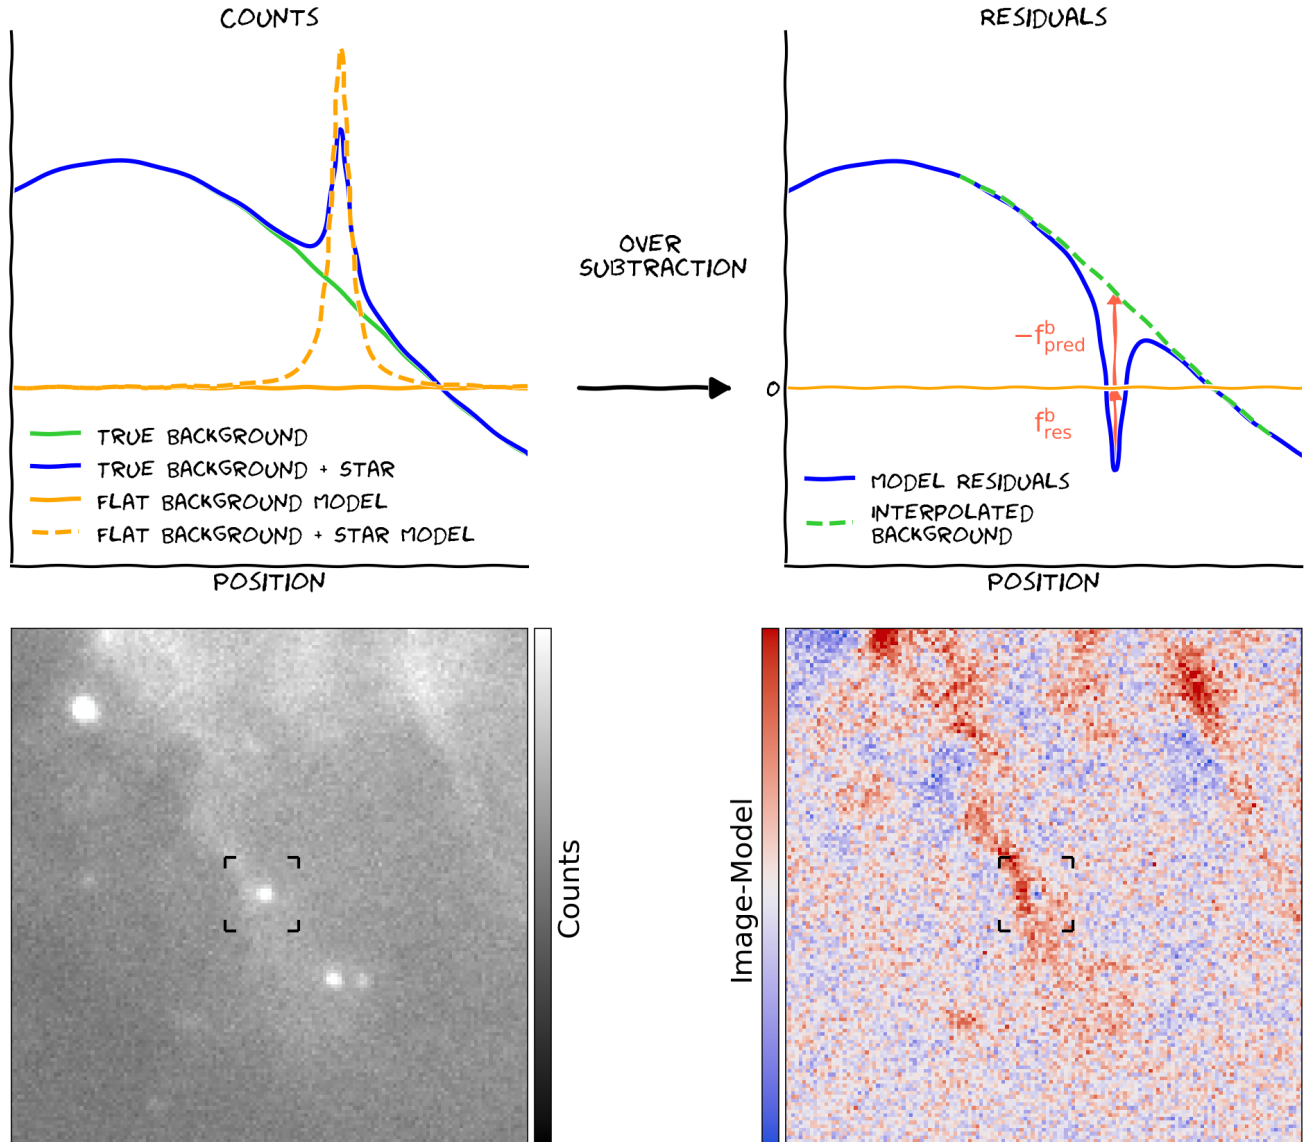 COUNTS
TRUE BACKGROUND
TRUE BACKGROUND + STAR
FLAT BACKGROUND MODEL
FLAT BACKGROUND + STAR MODEL
POSITION
OVER
SUBTRACTION
RESIDUALS
−f^b_pred
0
f^b_res
MODEL RESIDUALS
INTERPOLATED
BACKGROUND
POSITION
Counts
Image-Model